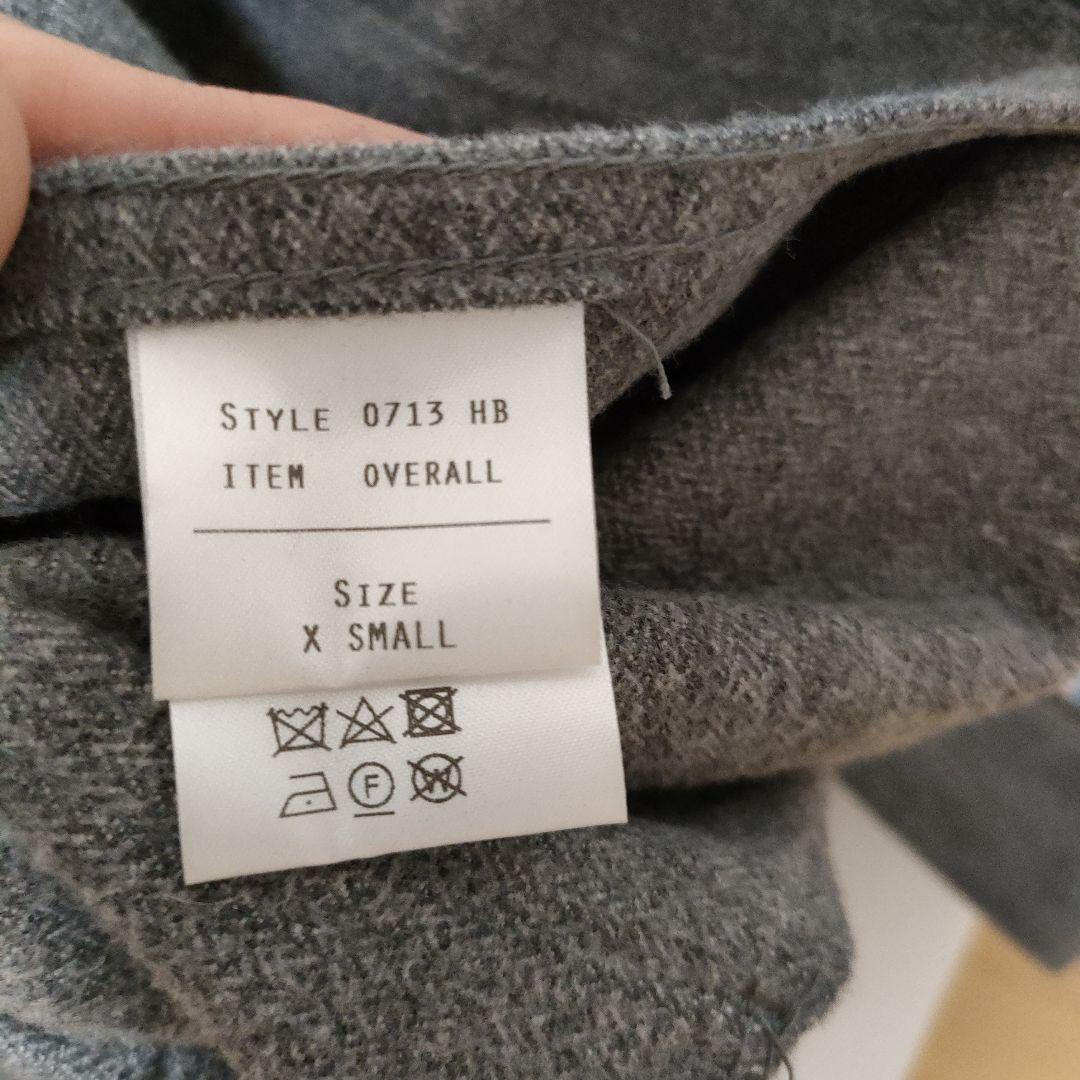 STYLE 0713 HB
ITEM OVERALL
SIZE
X SMALL
F W